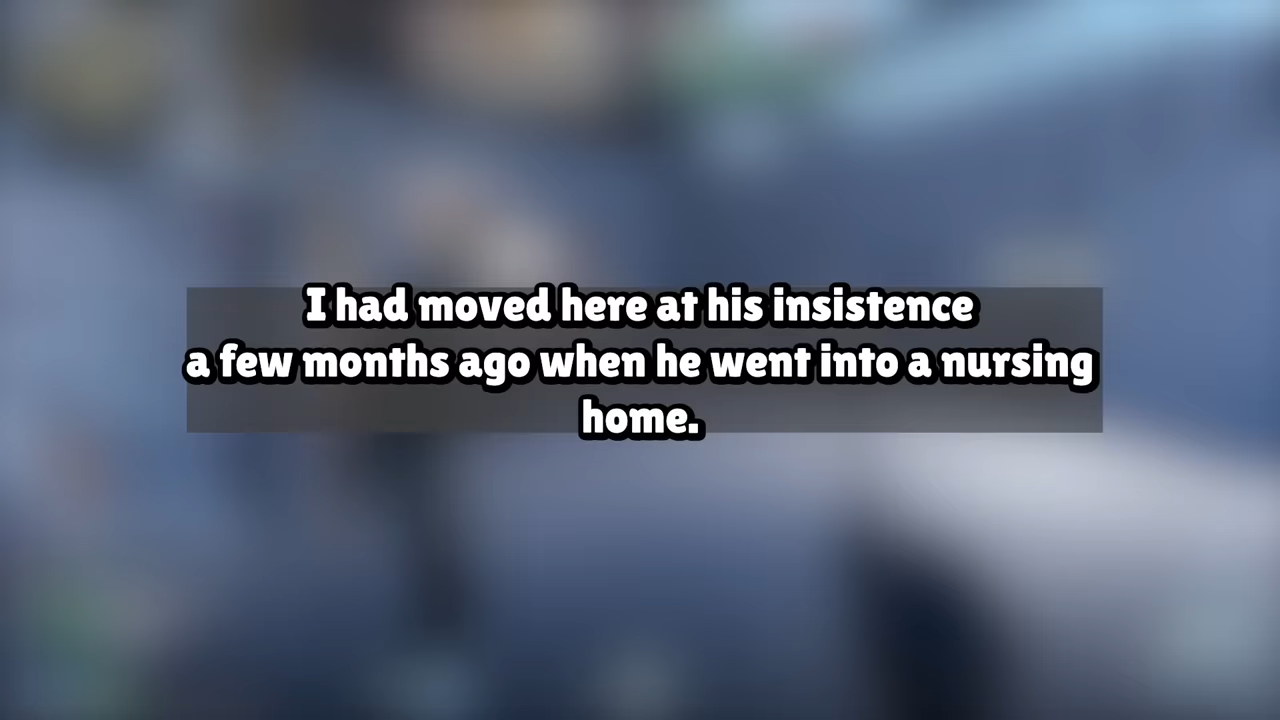 I had moved here at his insistence
a few months ago when he went into a nursing
home.